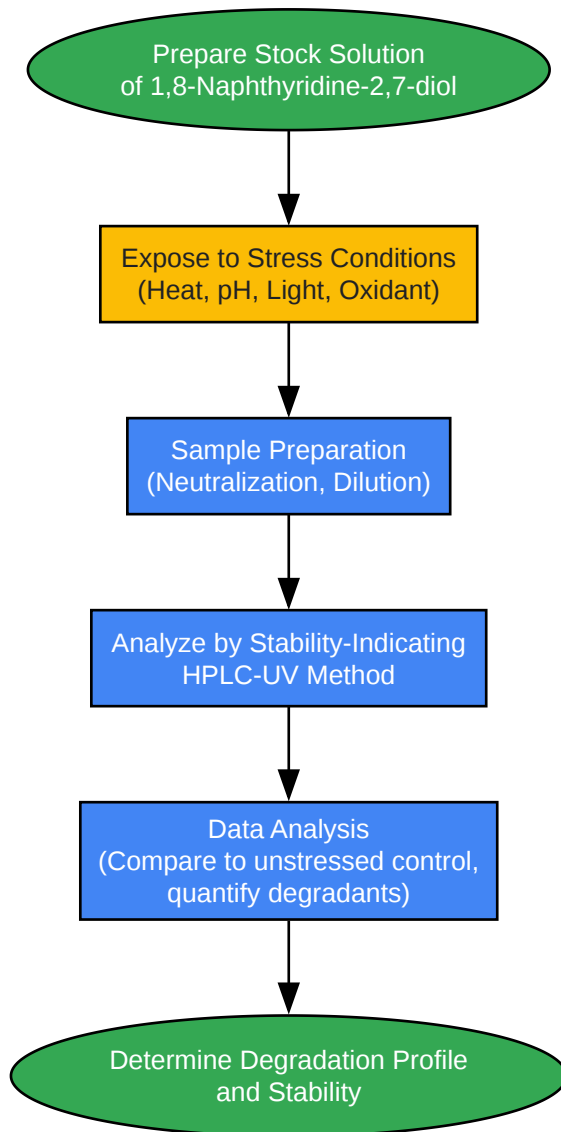 Prepare Stock Solution
of 1,8-Naphthyridine-2,7-diol
Expose to Stress Conditions
(Heat, pH, Light, Oxidant)
Sample Preparation
(Neutralization, Dilution)
Analyze by Stability-Indicating
HPLC-UV Method
Data Analysis
(Compare to unstressed control,
quantify degradants)
Determine Degradation Profile
and Stability